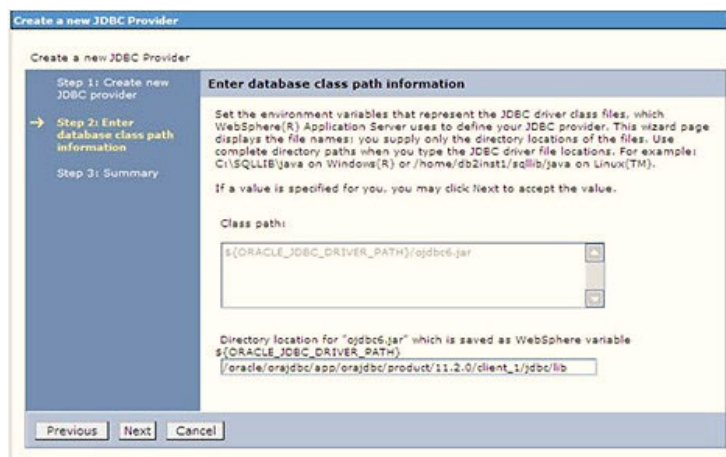 Create a new JDBC Provider
Create a new JDBC Provider
Step 1: Create new
JDBC provider
Step 2: Enter
database class path
information
Step 3: Summary
Enter database class path information
Set the environment variables that represent the JDBC driver class files, which
WebSphere(R) Application Server uses to define your JDBC provider. This wizard page
displays the file names; you supply only the directory locations of the files. Use
complete directory paths when you type the JDBC driver file locations. For example:
C:\SQLLIB\java on Windows(R) or /home/db2inst1/sqllib/java on Linux(TM).
If a value is specified for you, you may click Next to accept the value.
Class path:
${ORACLE_JDBC_DRIVER_PATH}/ojdbc6.jar
Directory location for "ojdbc6.jar" which is saved as WebSphere variable
${ORACLE_JDBC_DRIVER_PATH}
/oracle/orajdbc/app/orajdbc/product/11.2.0/client_1/jdbc/lib
Previous Next Cancel